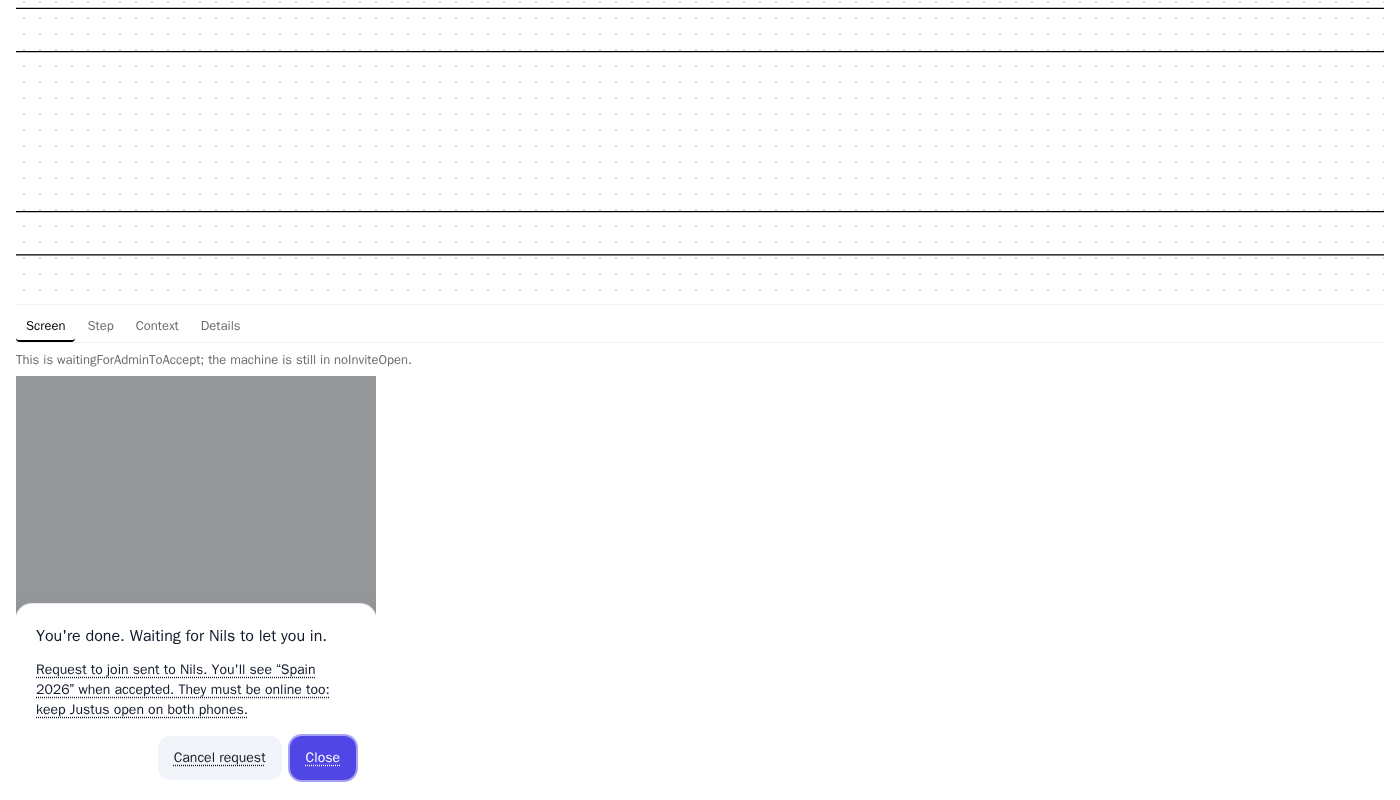 Screen
Step
Context
Details
This is waitingForAdminToAccept; the machine is still in noInviteOpen.
You're done. Waiting for Nils to let you in.
Request to join sent to Nils. You'll see “Spain
2026” when accepted. They must be online too:
keep Justus open on both phones.
Cancel request
Close